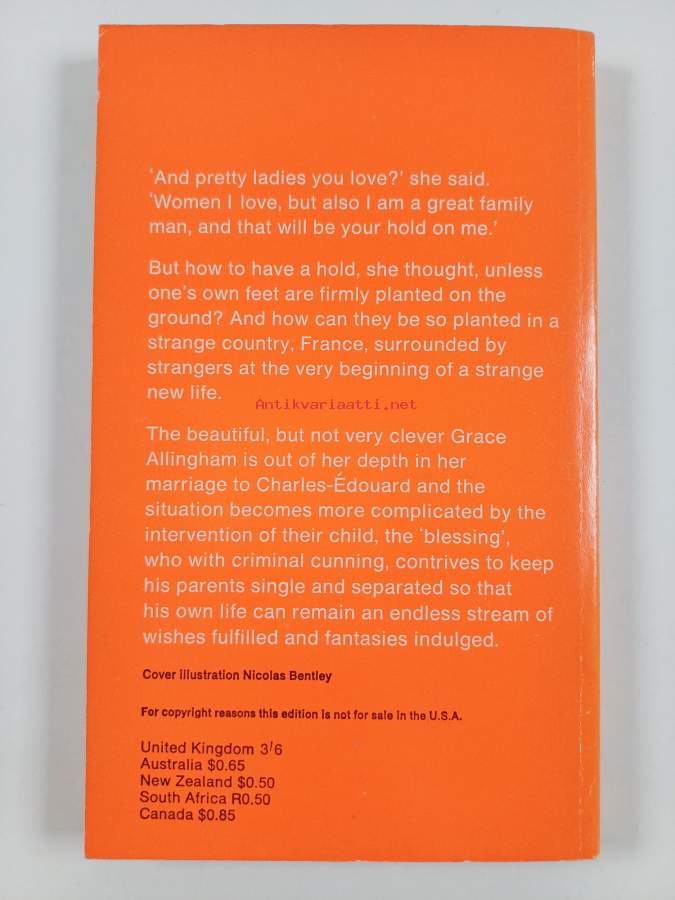 ‘And pretty ladies you love?’ she said.
‘Women I love, but also I am a great family
man, and that will be your hold on me.’
But how to have a hold, she thought, unless
one’s own feet are firmly planted on the
ground? And how can they be so planted in a
strange country, France, surrounded by
strangers at the very beginning of a strange
new life.
Antikvariaatti.net
The beautiful, but not very clever Grace
Allingham is out of her depth in her
marriage to Charles-Édouard and the
situation becomes more complicated by the
intervention of their child, the ‘blessing’,
who with criminal cunning, contrives to keep
his parents single and separated so that
his own life can remain an endless stream of
wishes fulfilled and fantasies indulged.
Cover illustration Nicolas Bentley
For copyright reasons this edition is not for sale in the U.S.A.
United Kingdom 3/6
Australia $0.65
New Zealand $0.50
South Africa R0.50
Canada $0.85